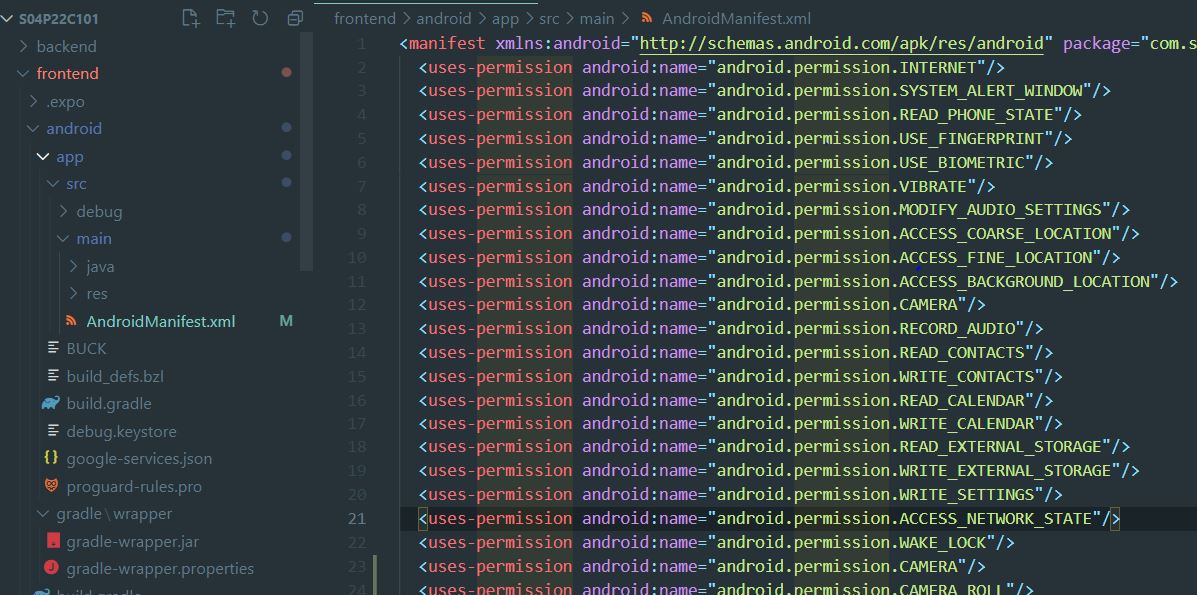 S04P22C101
backend
frontend
.expo
android
app
src
debug
main
java
res
AndroidManifest.xml M
BUCK
build_defs.bzl
build.gradle
debug.keystore
google-services.json
proguard-rules.pro
gradle\wrapper
gradle-wrapper.jar
gradle-wrapper.properties
build.gradle
frontend > android > app > src > main > AndroidManifest.xml
1 <manifest xmlns:android="http://schemas.android.com/apk/res/android" package="com.s
2 <uses-permission android:name="android.permission.INTERNET"/>
3 <uses-permission android:name="android.permission.SYSTEM_ALERT_WINDOW"/>
4 <uses-permission android:name="android.permission.READ_PHONE_STATE"/>
5 <uses-permission android:name="android.permission.USE_FINGERPRINT"/>
6 <uses-permission android:name="android.permission.USE_BIOMETRIC"/>
7 <uses-permission android:name="android.permission.VIBRATE"/>
8 <uses-permission android:name="android.permission.MODIFY_AUDIO_SETTINGS"/>
9 <uses-permission android:name="android.permission.ACCESS_COARSE_LOCATION"/>
10 <uses-permission android:name="android.permission.ACCESS_FINE_LOCATION"/>
11 <uses-permission android:name="android.permission.ACCESS_BACKGROUND_LOCATION"/>
12 <uses-permission android:name="android.permission.CAMERA"/>
13 <uses-permission android:name="android.permission.RECORD_AUDIO"/>
14 <uses-permission android:name="android.permission.READ_CONTACTS"/>
15 <uses-permission android:name="android.permission.WRITE_CONTACTS"/>
16 <uses-permission android:name="android.permission.READ_CALENDAR"/>
17 <uses-permission android:name="android.permission.WRITE_CALENDAR"/>
18 <uses-permission android:name="android.permission.READ_EXTERNAL_STORAGE"/>
19 <uses-permission android:name="android.permission.WRITE_EXTERNAL_STORAGE"/>
20 <uses-permission android:name="android.permission.WRITE_SETTINGS"/>
21 <uses-permission android:name="android.permission.ACCESS_NETWORK_STATE"/>
22 <uses-permission android:name="android.permission.WAKE_LOCK"/>
23 <uses-permission android:name="android.permission.CAMERA"/>
24 <uses-permission android:name="android.permission.CAMERA_ROLL"/>